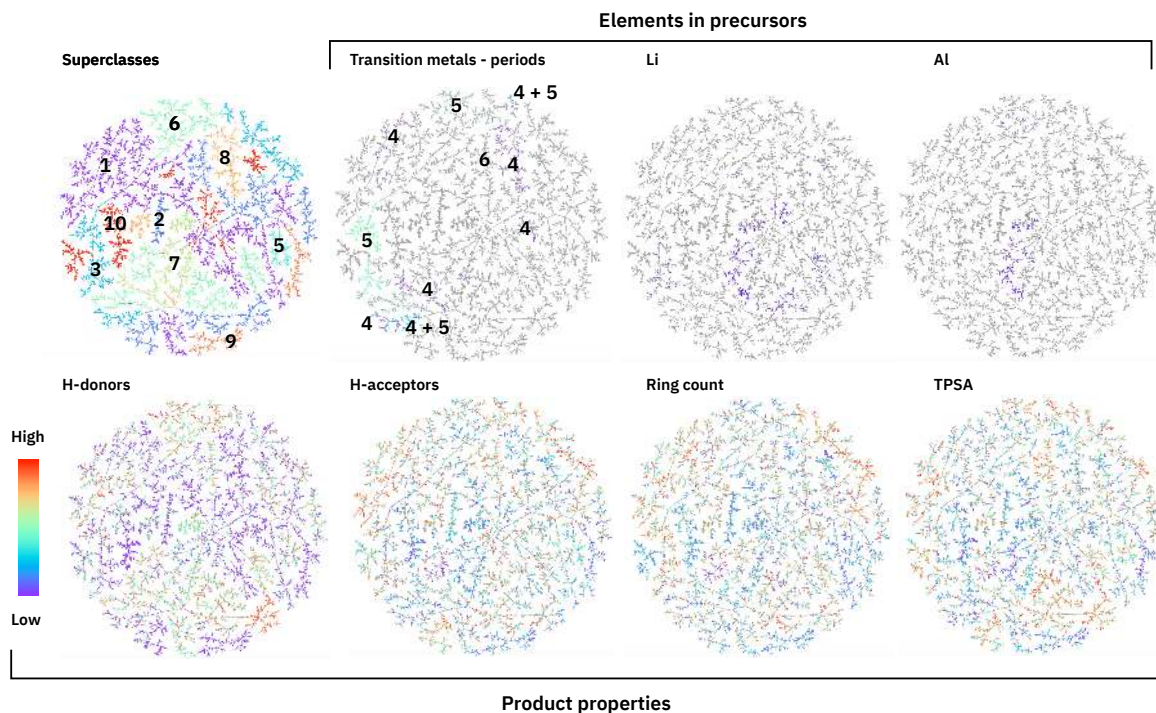 Elements in precursors
Superclasses
Transition metals - periods
Li
Al
6
1
8
10
2
5
3
7
9
5
4 + 5
4
6
4
5
4
4
4
4 + 5
H-donors
H-acceptors
Ring count
TPSA
High
Low
Product properties